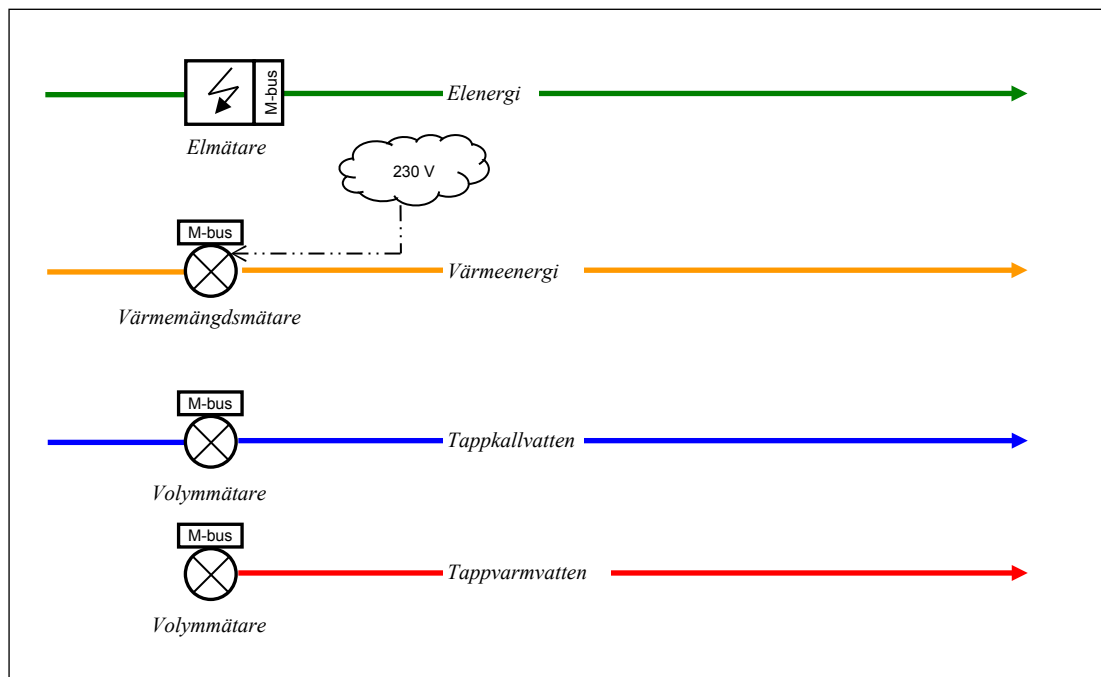 M-bus
Elenergi
Elmätare
230 V
M-bus
Värmeenergi
Värmemängdsmätare
M-bus
Tappkallvatten
Volymmätare
M-bus
Tappvarmvatten
Volymmätare